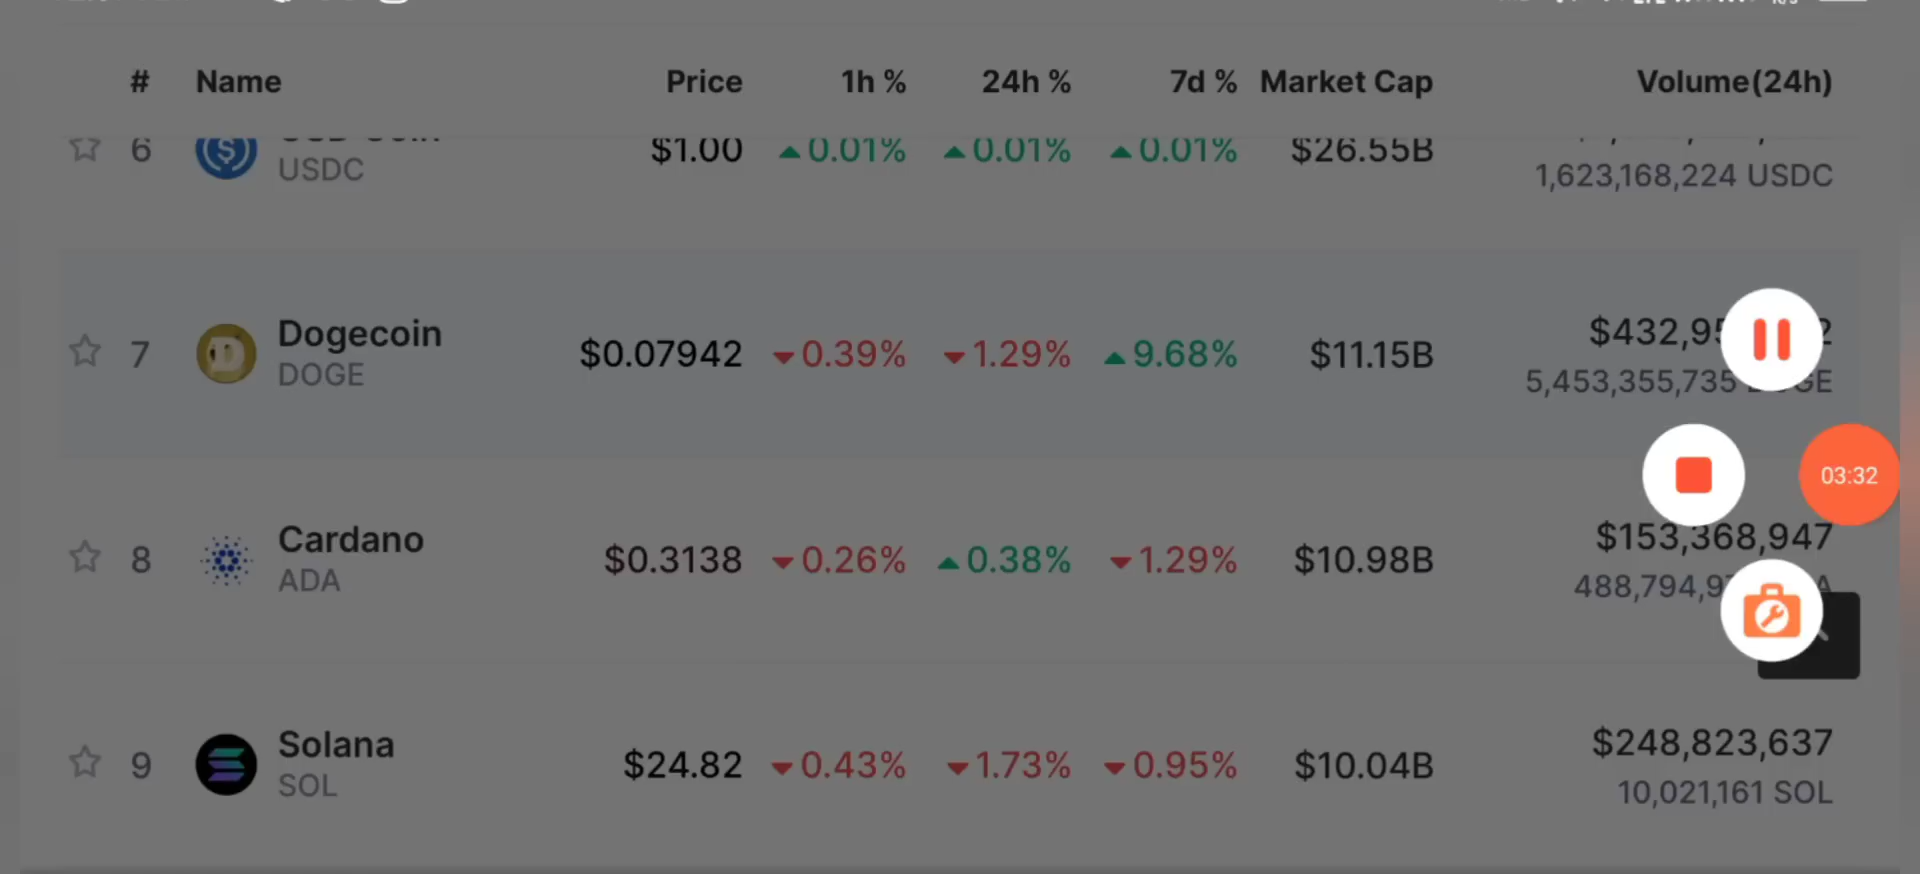 # Name Price 1h % 24h % 7d % Market Cap Volume(24h)
6 $1.00 0.01% 0.01% 0.01% $26.55B
USDC 1,623,168,224 USDC
7 Dogecoin $0.07942 0.39% 1.29% 9.68% $11.15B
DOGE 5,453,355,735
03:32
8 Cardano $0.3138 0.26% 0.38% 1.29% $10.98B $153,368,947
ADA
9 Solana $24.82 0.43% 1.73% 0.95% $10.04B $248,823,637
SOL 10,021,161 SOL